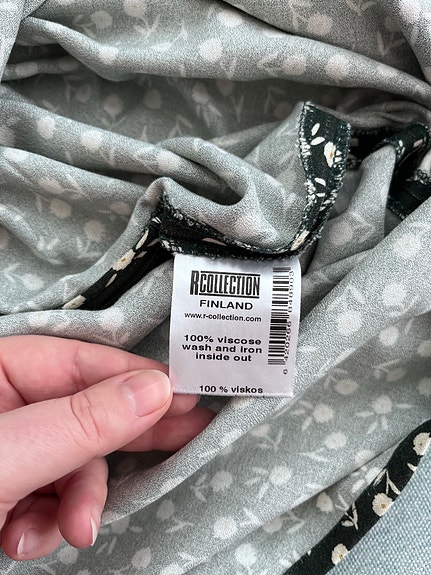 RCOLLECTION
FINLAND
www.r-collection.com
100% viscose
wash and iron
inside out
100 % viskos